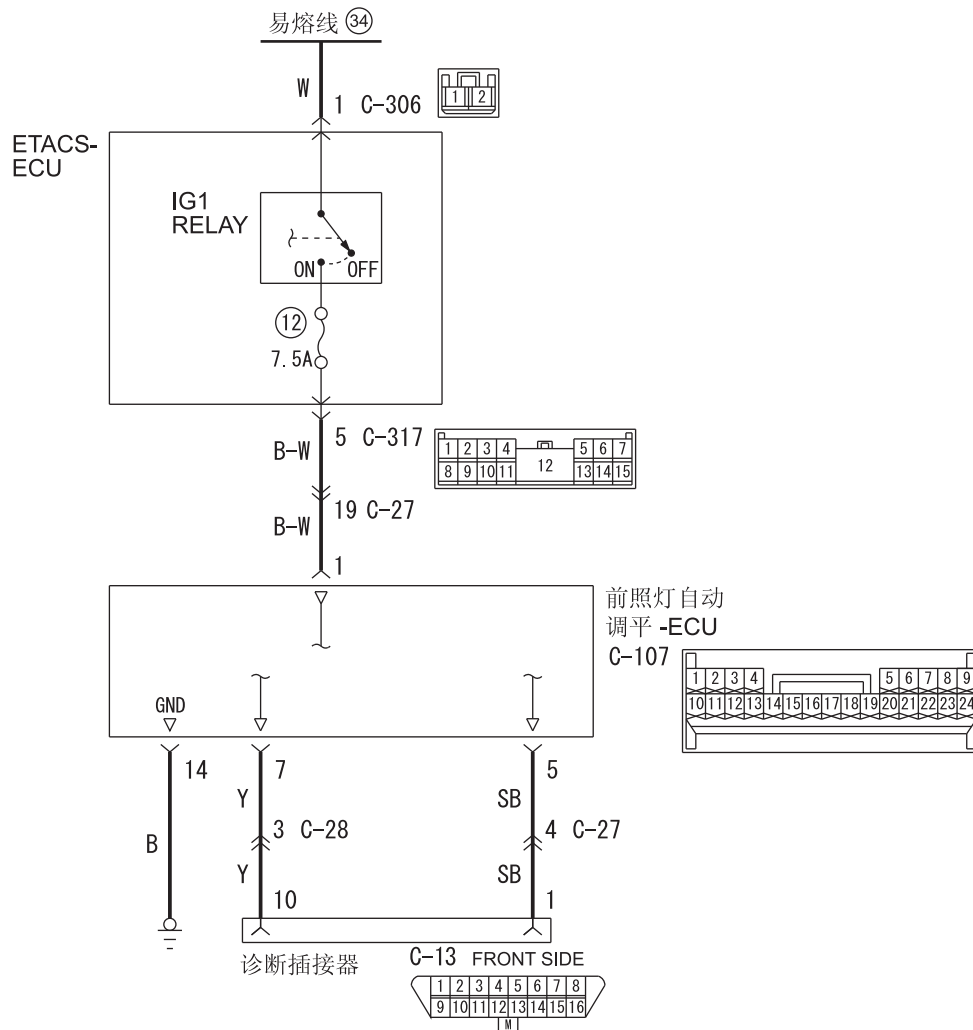 易熔线 34
W
1 C-306
1 2
ETACS-
ECU
IG1
RELAY
ON OFF
12
7.5A
5 C-317
B-W
1 2 3 4 5 6 7
8 9 10 11 12 13 14 15
19 C-27
B-W
1
前照灯自动
调平-ECU
C-107
1 2 3 4 5 6 7 8 9
10 11 12 13 14 15 16 17 18 19 20 21 22 23 24
GND
14
7
5
Y
SB
3 C-28
4 C-27
B
Y
SB
10
1
诊断插接器
C-13 FRONT SIDE
1 2 3 4 5 6 7 8
9 10 11 12 13 14 15 16
M